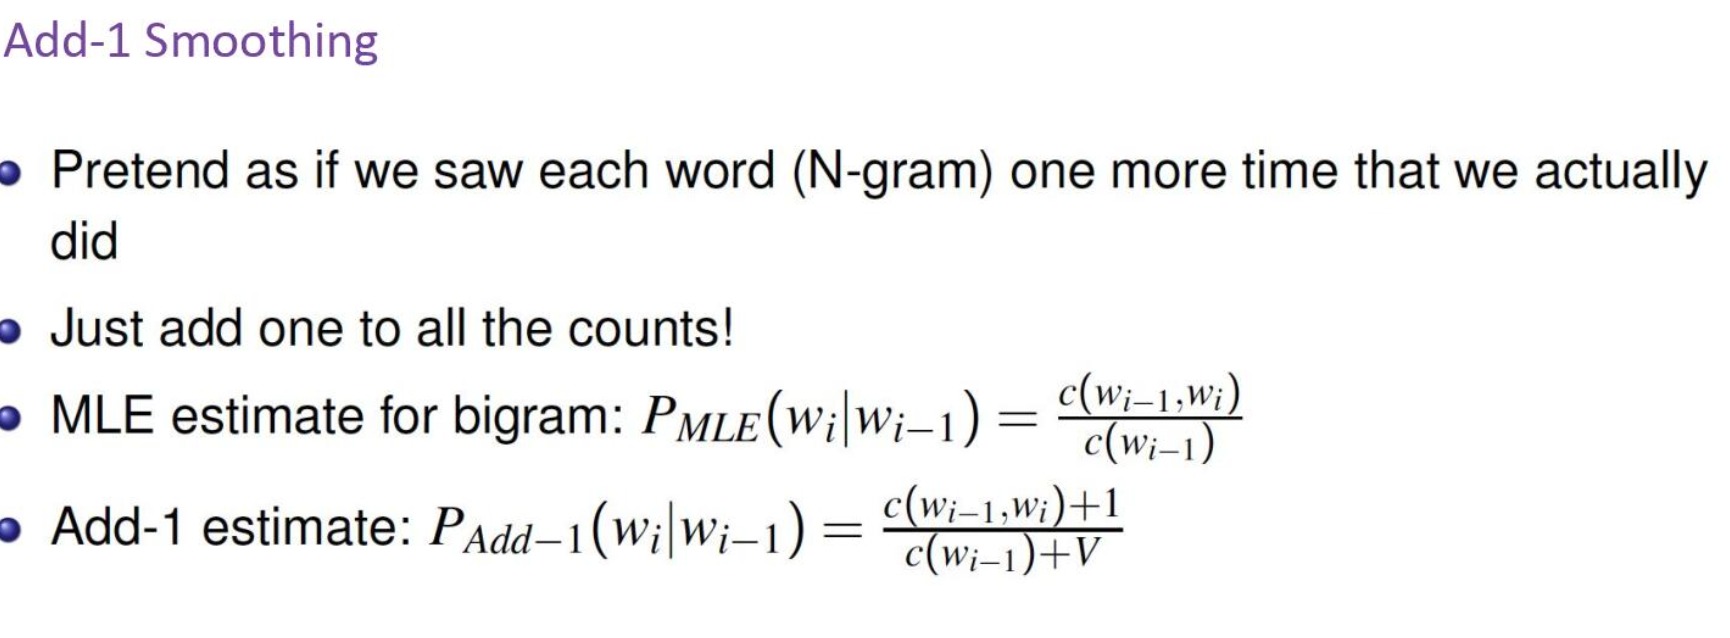 Add-1 Smoothing
Pretend as if we saw each word (N-gram) one more time that we actually
did
Just add one to all the counts!
MLE estimate for bigram: P_{MLE}(w_i|w_{i-1}) = \frac{c(w_{i-1},w_i)}{c(w_{i-1})}
Add-1 estimate: P_{Add-1}(w_i|w_{i-1}) = \frac{c(w_{i-1},w_i)+1}{c(w_{i-1})+V}